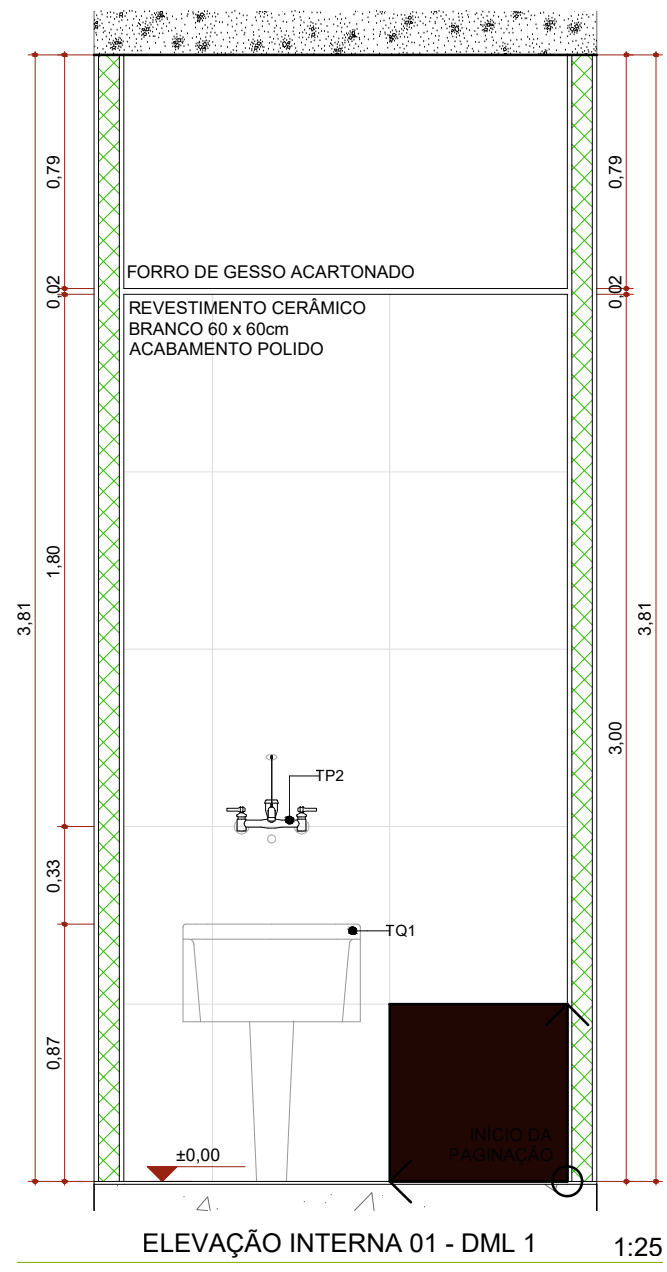 0,79
0,79
FORRO DE GESSO ACARTONADO
0,02
0,02
REVESTIMENTO CERÂMICO
BRANCO 60 x 60cm
ACABAMENTO POLIDO
1,80
3,81
3,81
3,00
TP2
0,33
TQ1
0,87
INÍCIO DA
PAGINAÇÃO
±0,00
ELEVAÇÃO INTERNA 01 - DML 1
1:25